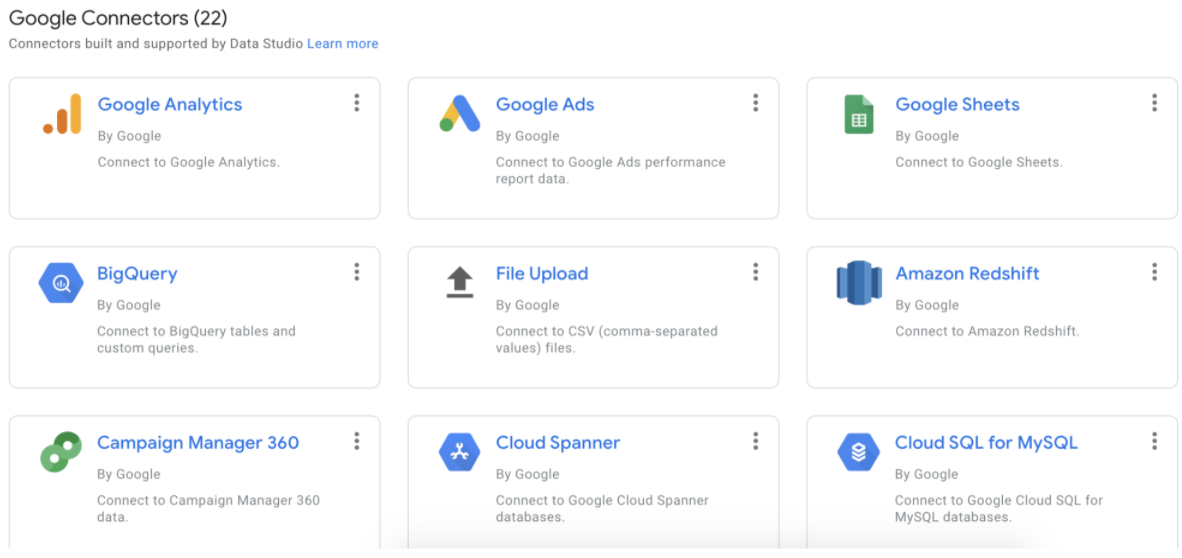 Google Connectors (22)
Connectors built and supported by Data Studio Learn more
Google Analytics
By Google
Connect to Google Analytics.
Google Ads
By Google
Connect to Google Ads performance
report data.
Google Sheets
By Google
Connect to Google Sheets.
BigQuery
By Google
Connect to BigQuery tables and
custom queries.
File Upload
By Google
Connect to CSV (comma-separated
values) files.
Amazon Redshift
By Google
Connect to Amazon Redshift.
Campaign Manager 360
By Google
Connect to Campaign Manager 360
data.
Cloud Spanner
By Google
Connect to Google Cloud Spanner
databases.
Cloud SQL for MySQL
By Google
Connect to Google Cloud SQL for
MySQL databases.